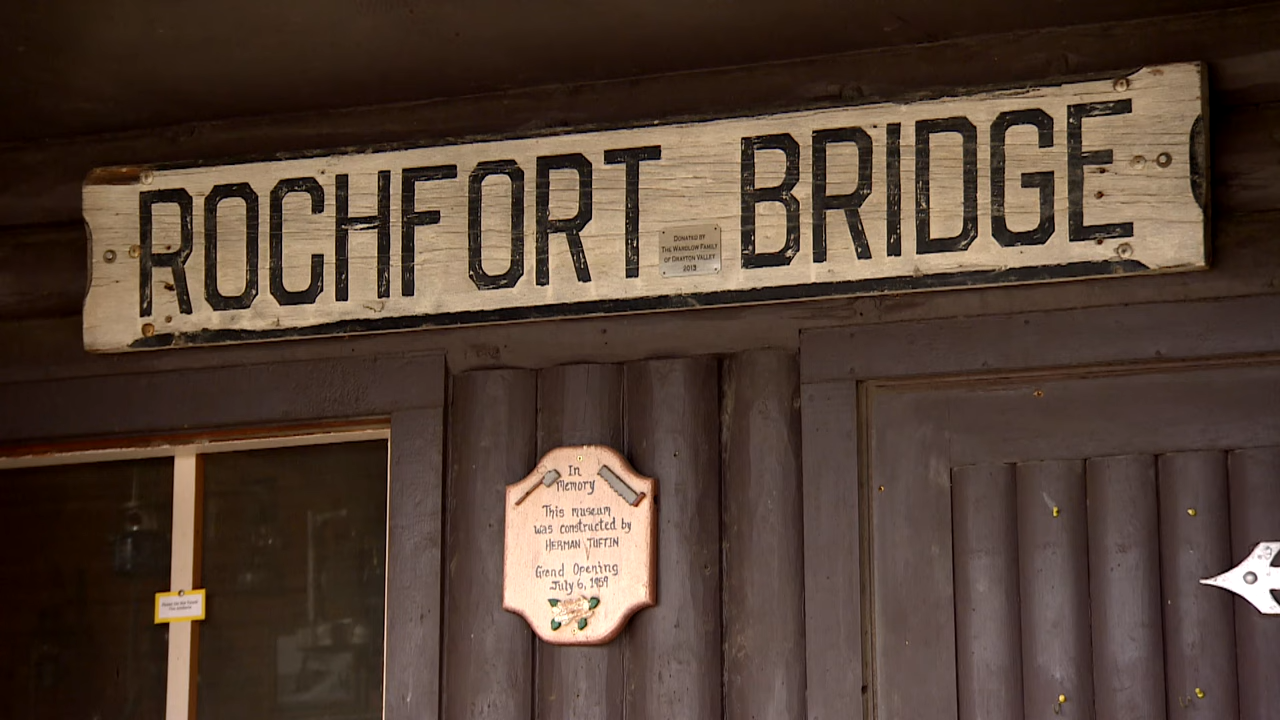 ROCHFORT BRIDGE
DONATED BY
THE WARDLOW FAMILY
OF DRAYTON VALLEY
2013
In
Memory
This museum
was constructed by
HERMAN TUFTIN
Grand Opening
July 6, 1959